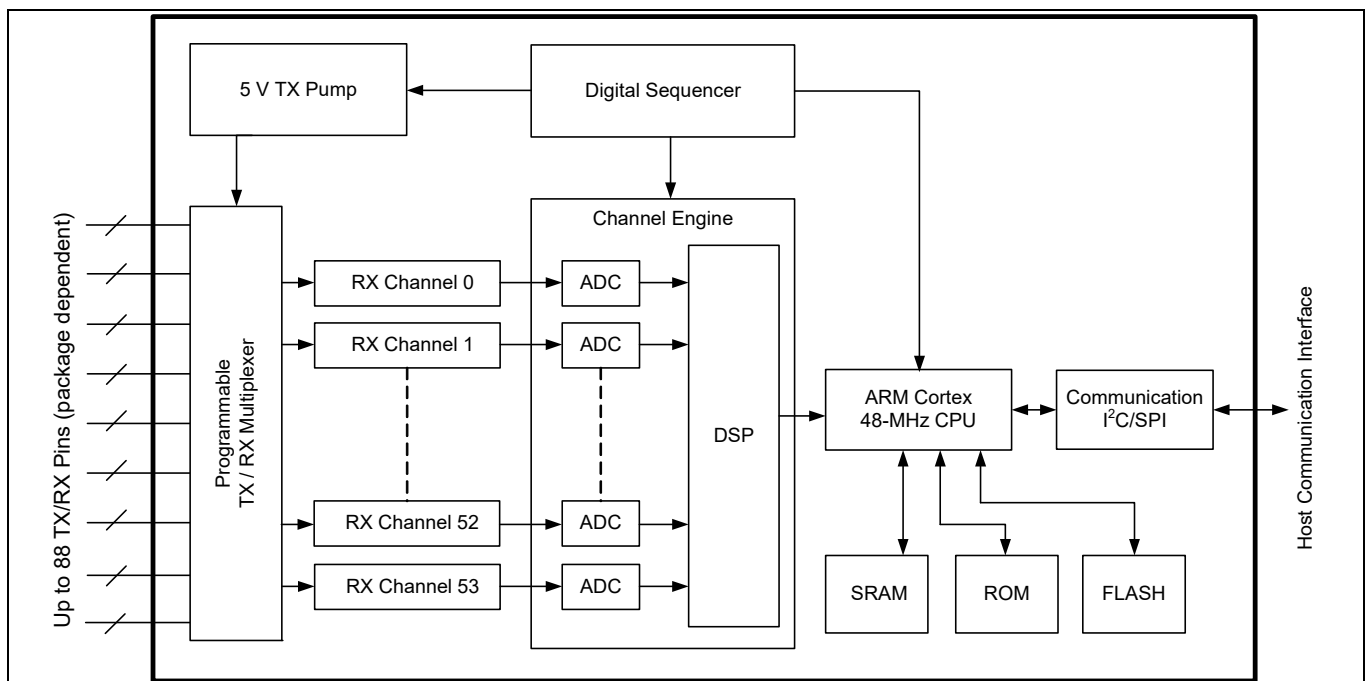 5 V TX Pump
Digital Sequencer
Up to 88 TX/RX Pins (package dependent)
Programmable
TX / RX Multiplexer
Channel Engine
RX Channel 0
ADC
RX Channel 1
ADC
RX Channel 52
ADC
RX Channel 53
ADC
DSP
ARM Cortex
48-MHz CPU
Communication
I²C/SPI
SRAM
ROM
FLASH
Host Communication Interface